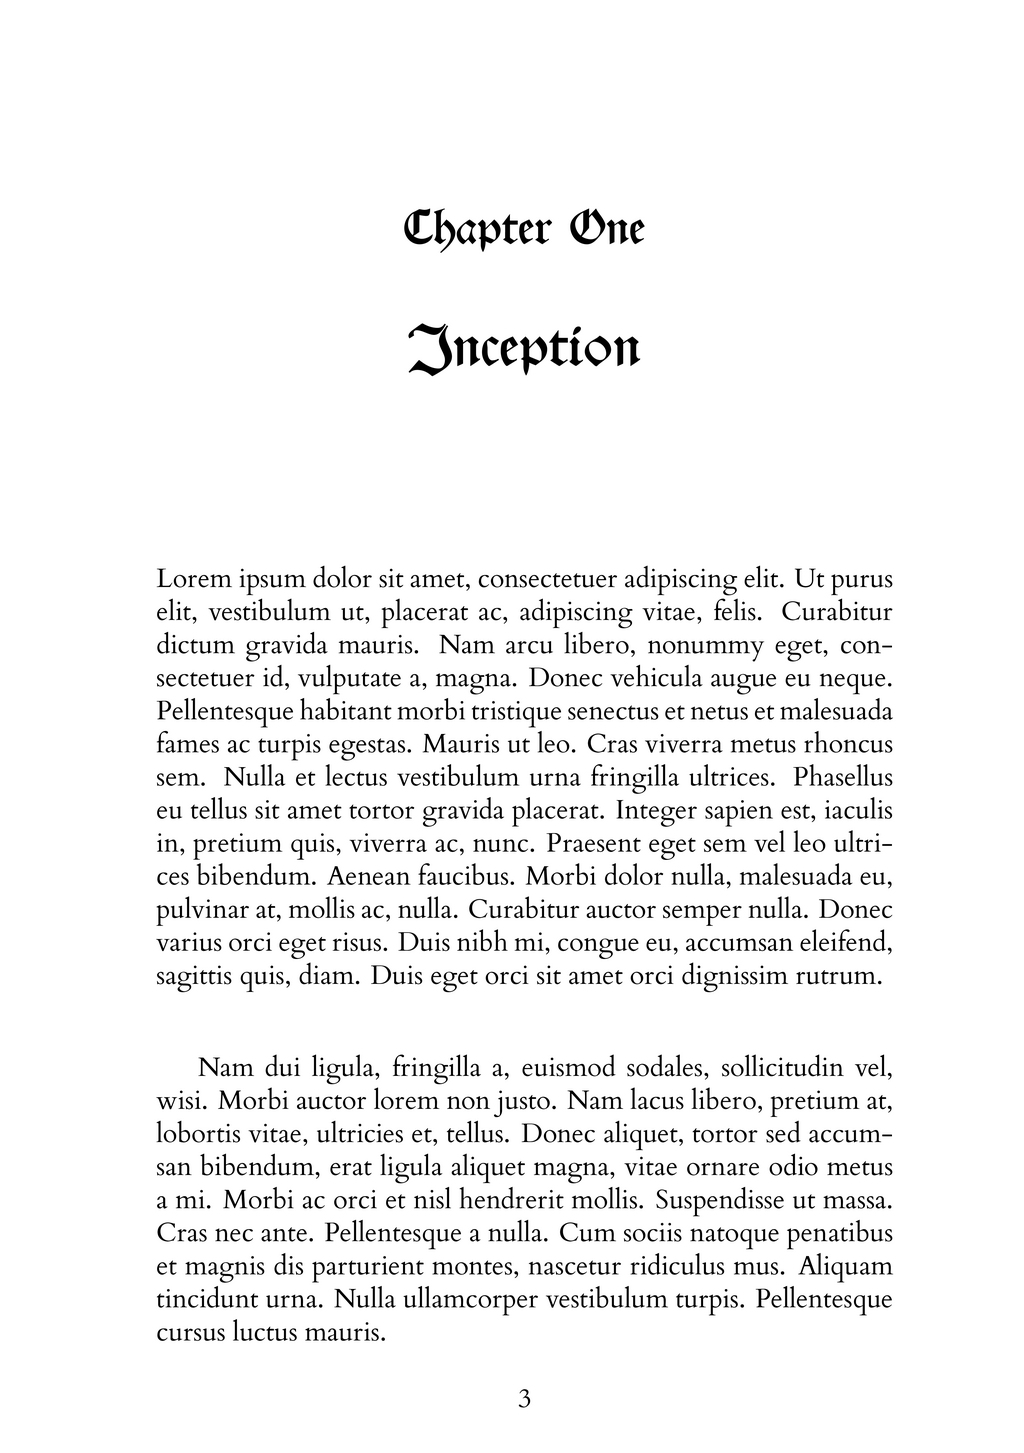 Chapter One
Inception
Lorem ipsum dolor sit amet, consectetuer adipiscing elit. Ut purus
elit, vestibulum ut, placerat ac, adipiscing vitae, felis. Curabitur
dictum gravida mauris. Nam arcu libero, nonummy eget, con-
sectetuer id, vulputate a, magna. Donec vehicula augue eu neque.
Pellentesque habitant morbi tristique senectus et netus et malesuada
fames ac turpis egestas. Mauris ut leo. Cras viverra metus rhoncus
sem. Nulla et lectus vestibulum urna fringilla ultrices. Phasellus
eu tellus sit amet tortor gravida placerat. Integer sapien est, iaculis
in, pretium quis, viverra ac, nunc. Praesent eget sem vel leo ultri-
ces bibendum. Aenean faucibus. Morbi dolor nulla, malesuada eu,
pulvinar at, mollis ac, nulla. Curabitur auctor semper nulla. Donec
varius orci eget risus. Duis nibh mi, congue eu, accumsan eleifend,
sagittis quis, diam. Duis eget orci sit amet orci dignissim rutrum.
Nam dui ligula, fringilla a, euismod sodales, sollicitudin vel,
wisi. Morbi auctor lorem non justo. Nam lacus libero, pretium at,
lobortis vitae, ultricies et, tellus. Donec aliquet, tortor sed accum-
san bibendum, erat ligula aliquet magna, vitae ornare odio metus
a mi. Morbi ac orci et nisl hendrerit mollis. Suspendisse ut massa.
Cras nec ante. Pellentesque a nulla. Cum sociis natoque penatibus
et magnis dis parturient montes, nascetur ridiculus mus. Aliquam
tincidunt urna. Nulla ullamcorper vestibulum turpis. Pellentesque
cursus luctus mauris.
3